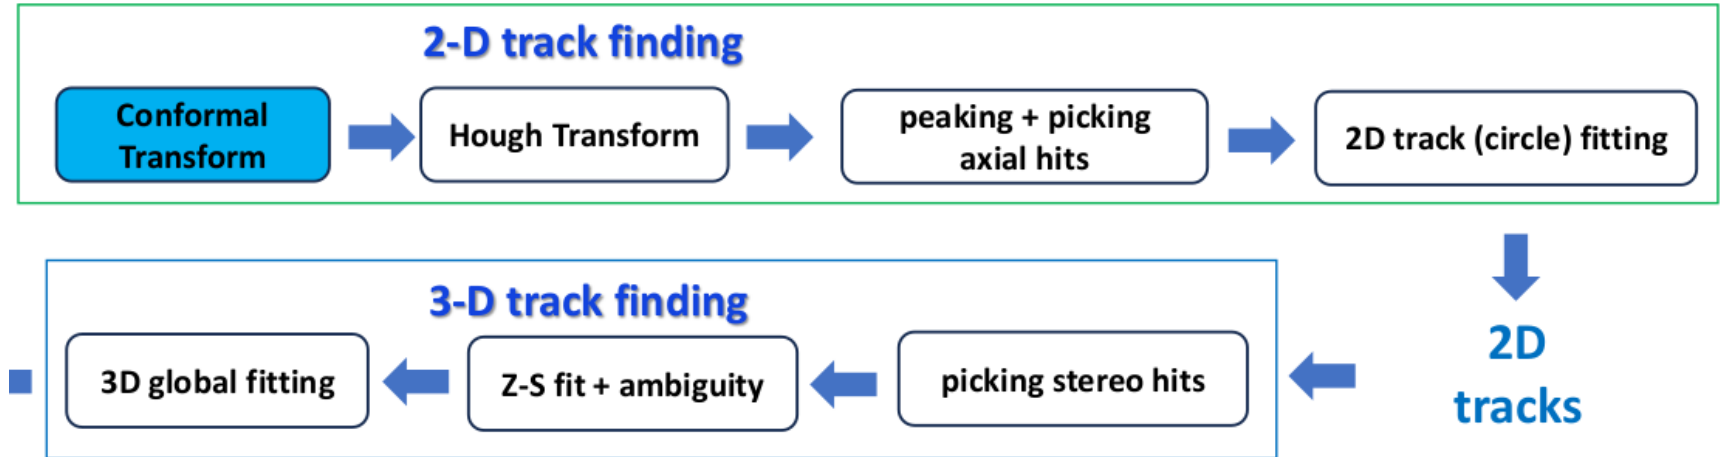 2-D track finding
Conformal
Transform
Hough Transform
peaking + picking
axial hits
2D track (circle) fitting
2D
tracks
3-D track finding
picking stereo hits
Z-S fit + ambiguity
3D global fitting